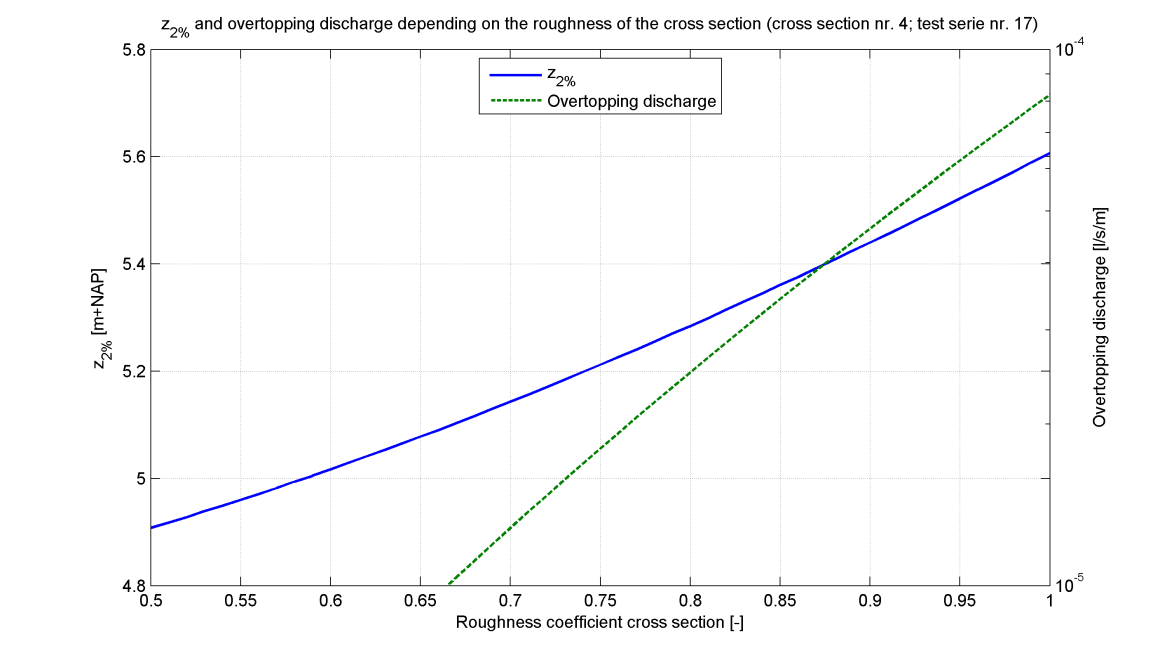 z2% and overtopping discharge depending on the roughness of the cross section (cross section nr. 4; test serie nr. 17)
z2%
Overtopping discharge
5.8
5.6
5.4
5.2
5
4.8
z2% [m+NAP]
10-4
10-5
Overtopping discharge [l/s/m]
0.5 0.55 0.6 0.65 0.7 0.75 0.8 0.85 0.9 0.95 1
Roughness coefficient cross section [-]